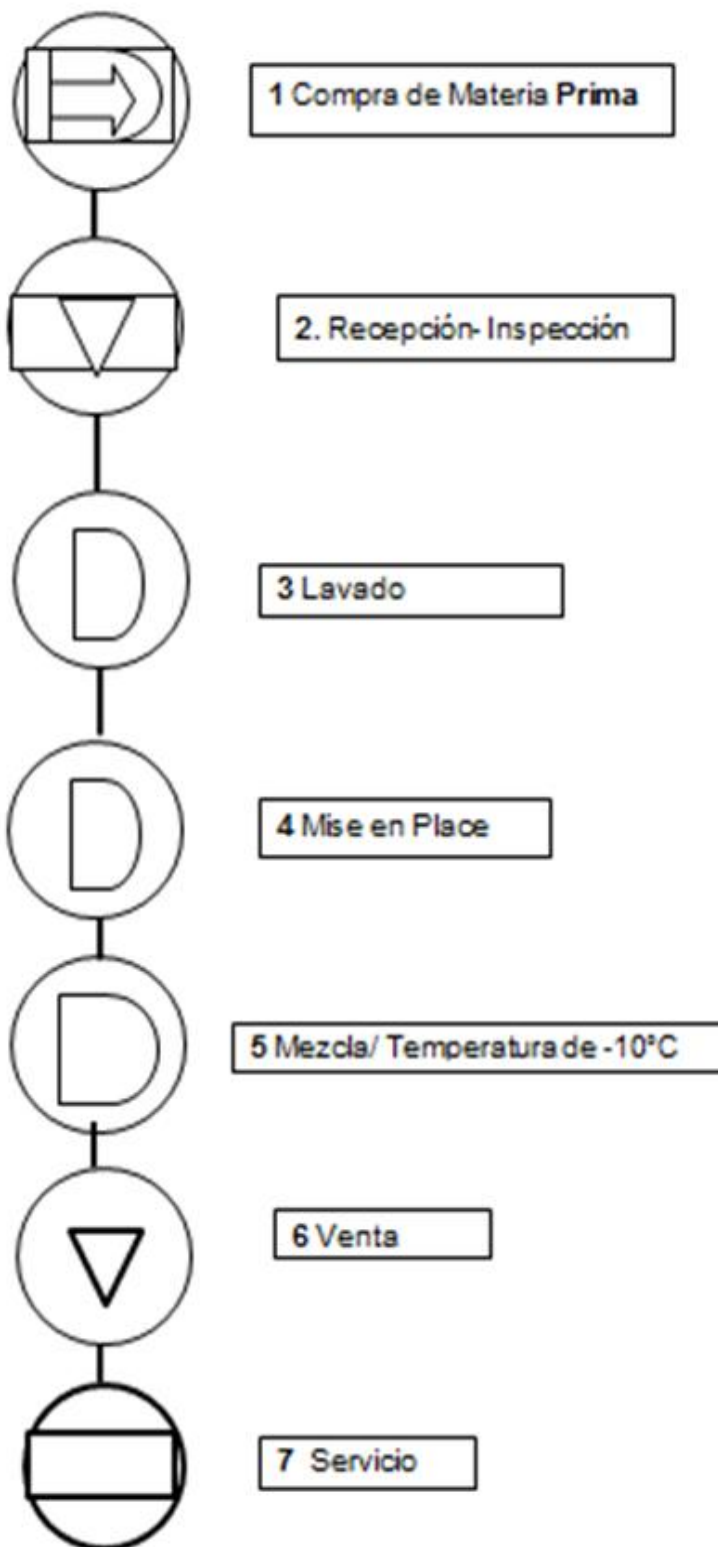 1 Compra de Materia Prima
2. Recepción- Inspección
3 Lavado
4 Mise en Place
5 Mezcla/ Temperatura de -10°C
6 Venta
7 Servicio